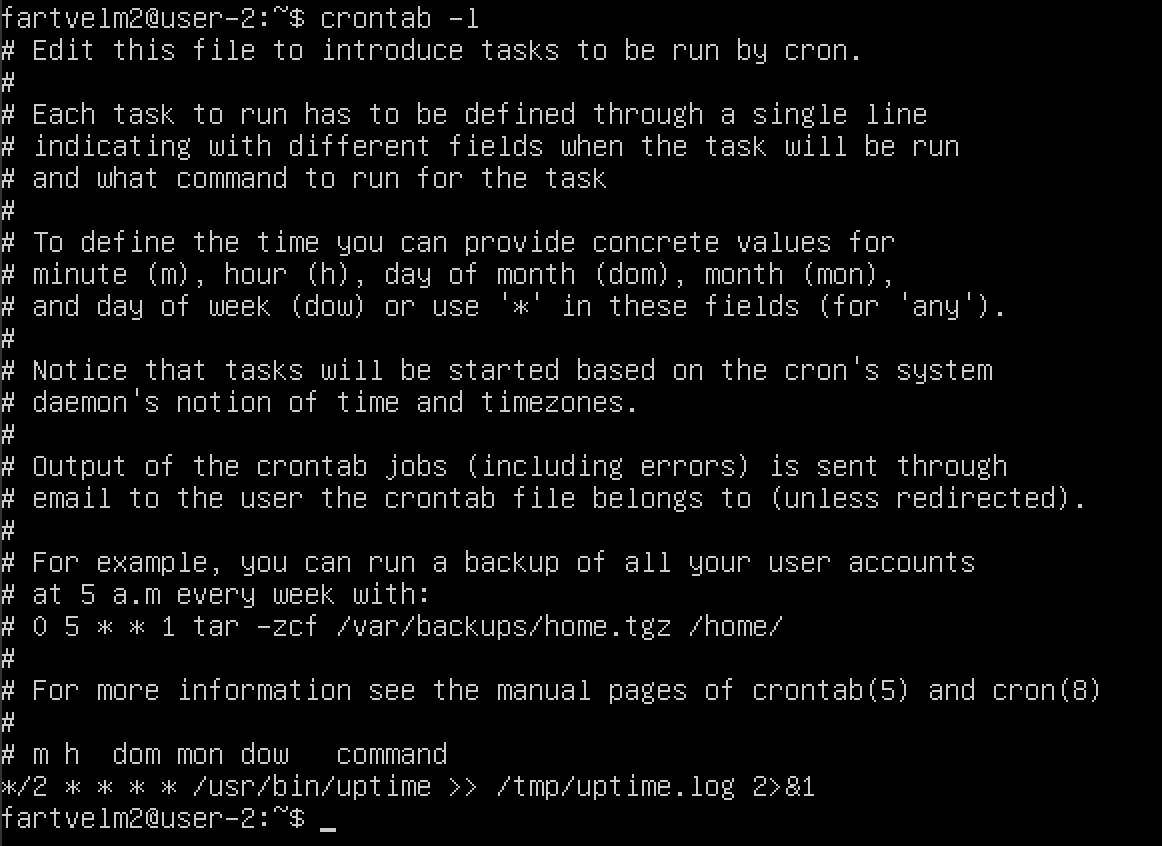 fartvelm2@user-2:~$ crontab -l
# Edit this file to introduce tasks to be run by cron.
#
# Each task to run has to be defined through a single line
# indicating with different fields when the task will be run
# and what command to run for the task
#
# To define the time you can provide concrete values for
# minute (m), hour (h), day of month (dom), month (mon),
# and day of week (dow) or use '*' in these fields (for 'any').
#
# Notice that tasks will be started based on the cron's system
# daemon's notion of time and timezones.
#
# Output of the crontab jobs (including errors) is sent through
# email to the user the crontab file belongs to (unless redirected).
#
# For example, you can run a backup of all your user accounts
# at 5 a.m every week with:
# 0 5 * * 1 tar -zcf /var/backups/home.tgz /home/
#
# For more information see the manual pages of crontab(5) and cron(8)
#
# m h  dom mon dow   command
*/2 * * * * /usr/bin/uptime >> /tmp/uptime.log 2>&1
fartvelm2@user-2:~$ _